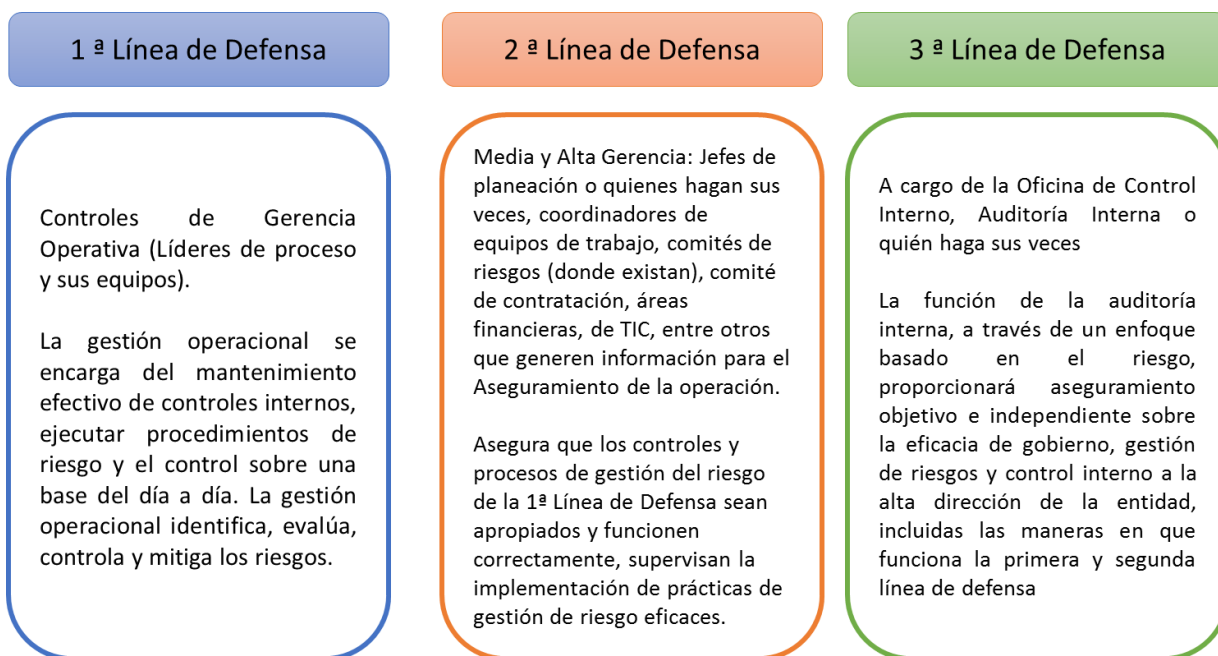 1 ª Línea de Defensa
Controles de Gerencia
Operativa (Líderes de proceso
y sus equipos).
La gestión operacional se
encarga del mantenimiento
efectivo de controles internos,
ejecutar procedimientos de
riesgo y el control sobre una
base del día a día. La gestión
operacional identifica, evalúa,
controla y mitiga los riesgos.
2 ª Línea de Defensa
Media y Alta Gerencia: Jefes de
planeación o quienes hagan sus
veces, coordinadores de
equipos de trabajo, comités de
riesgos (donde existan), comité
de contratación, áreas
financieras, de TIC, entre otros
que generen información para el
Aseguramiento de la operación.
Asegura que los controles y
procesos de gestión del riesgo
de la 1ª Línea de Defensa sean
apropiados y funcionen
correctamente, supervisan la
implementación de prácticas de
gestión de riesgo eficaces.
3 ª Línea de Defensa
A cargo de la Oficina de Control
Interno, Auditoría Interna o
quién haga sus veces
La función de la auditoría
interna, a través de un enfoque
basado en el riesgo,
proporcionará aseguramiento
objetivo e independiente sobre
la eficacia de gobierno, gestión
de riesgos y control interno a la
alta dirección de la entidad,
incluidas las maneras en que
funciona la primera y segunda
línea de defensa